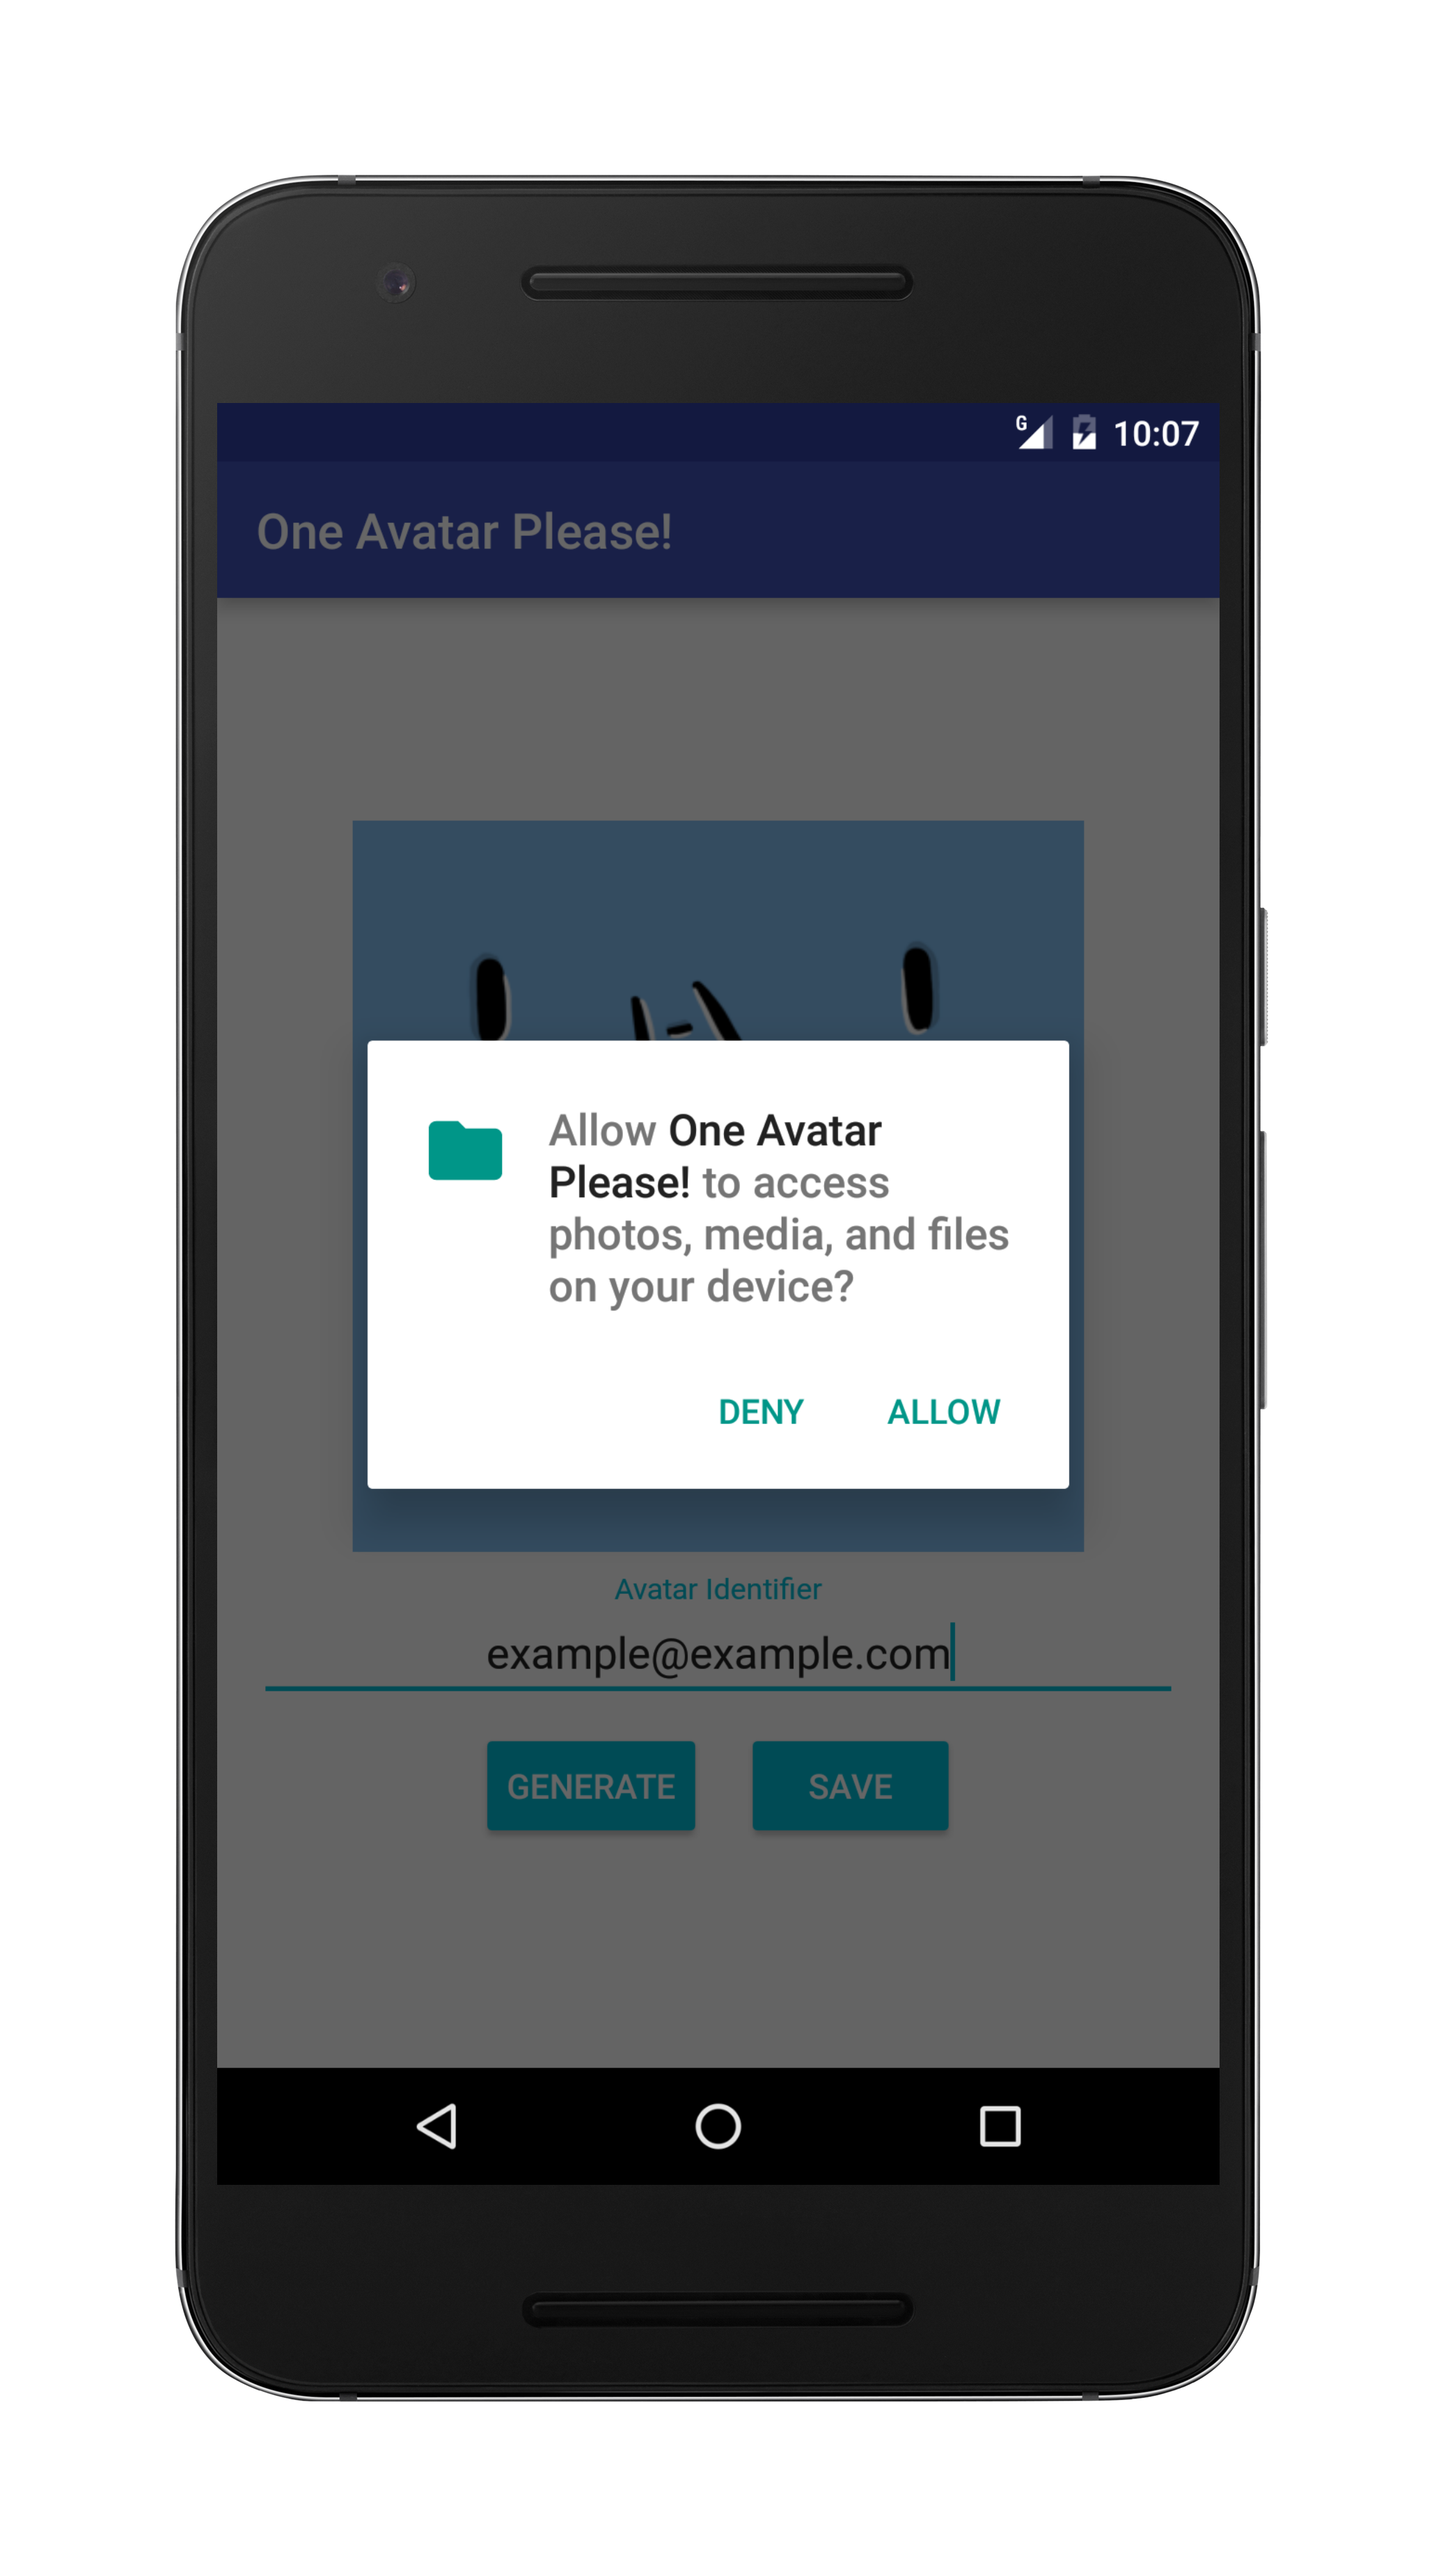 G
10:07
One Avatar Please!
Allow One Avatar
Please! to access
photos, media, and files
on your device?
DENY ALLOW
Avatar Identifier
example@example.com
GENERATE SAVE